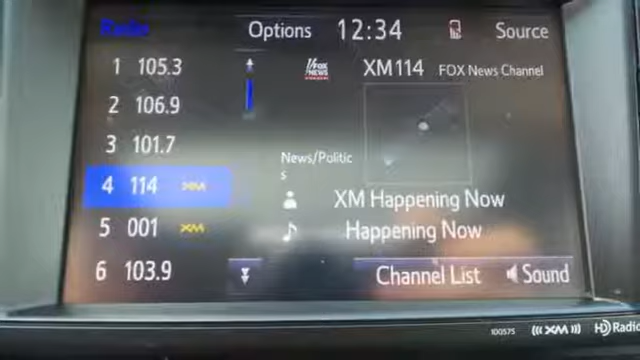 Radio Options 12:34 Source
1 105.3
2 106.9
3 101.7
4 114 XM
5 001 XM
6 103.9
FOX NEWS
XM114 FOX News Channel
News/Politic
s
XM Happening Now
Happening Now
Channel List Sound
100575 ((XM)) HD Radio